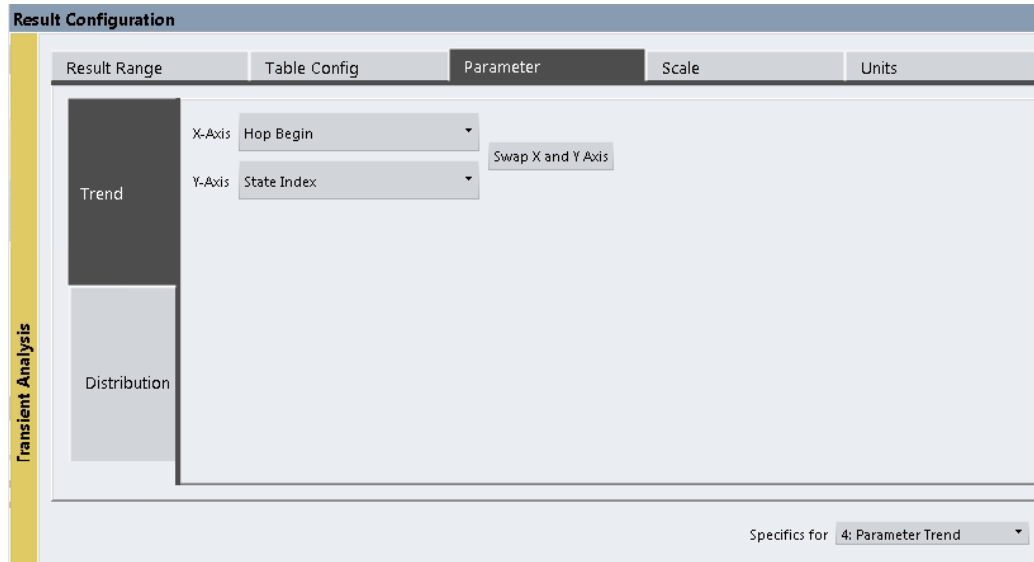 Result Configuration
Result Range Table Config Parameter Scale Units
X-Axis Hop Begin
Swap X and Y Axis
Y-Axis State Index
Trend
Distribution
Transient Analysis
Specifics for 4: Parameter Trend